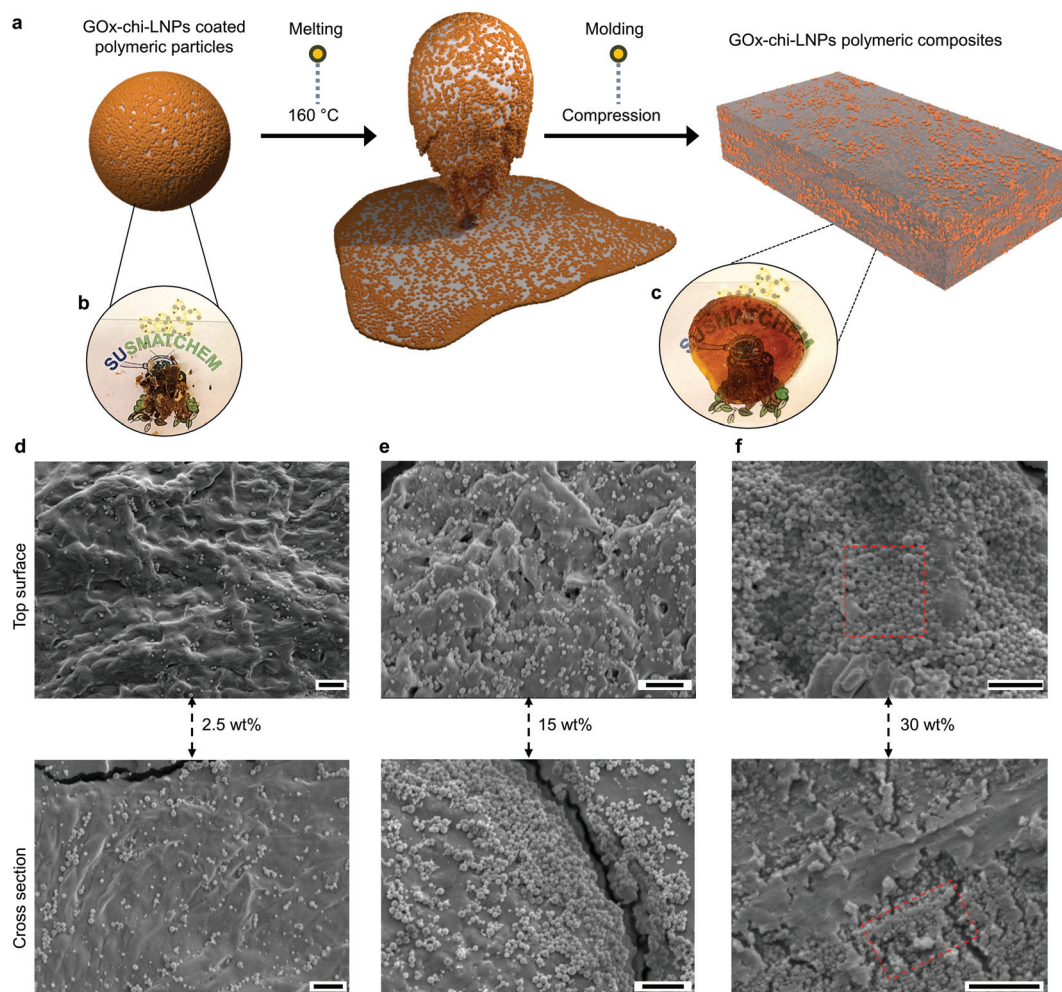 a
GOx-chi-LNPs coated
polymeric particles
Melting
160 °C
Molding
Compression
GOx-chi-LNPs polymeric composites
b
SUSMATCHEM
c
SUSMATCHEM
d
e
f
Top surface
2.5 wt%
15 wt%
30 wt%
Cross section